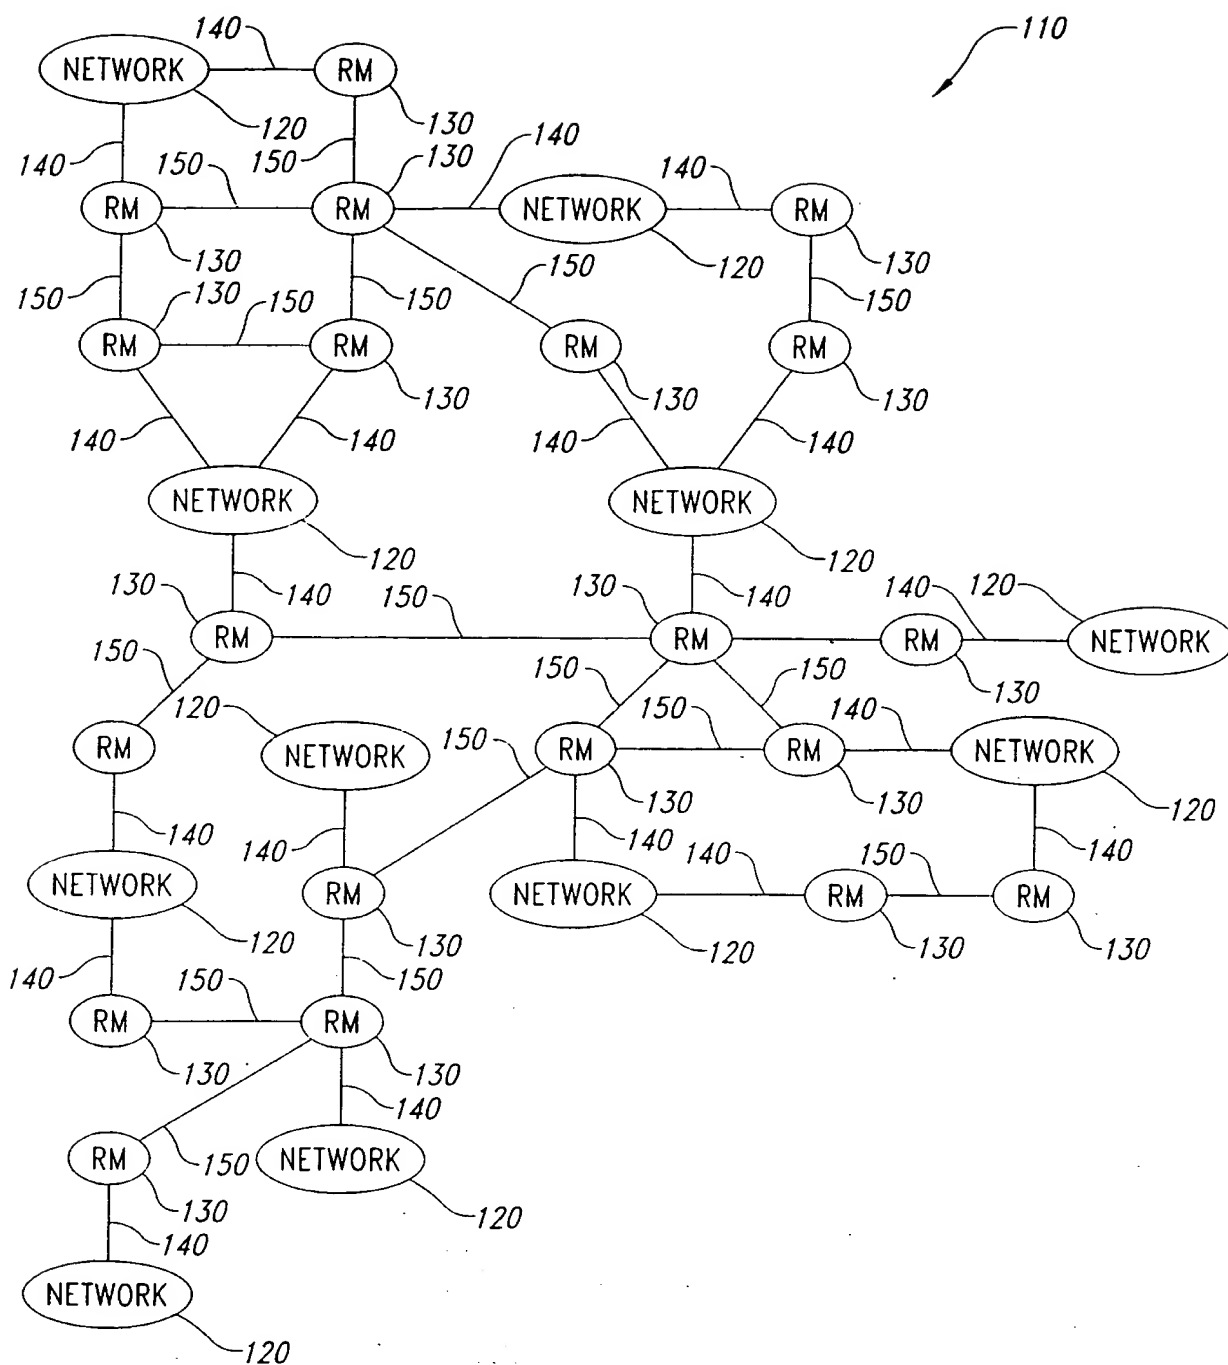 140 110
NETWORK RM
120 130
140 150 150 130 140 140
RM RM NETWORK RM
130 120 130
150 130 150 150 150 150
RM RM RM RM
130 130 130
140 140 140 140
NETWORK NETWORK
120 120
130 140 150 130 140 140 120
RM RM RM NETWORK
150 130
120 150 150 150 140
RM NETWORK 150 RM RM NETWORK
130 130 120
140 140 140 140 150 140
NETWORK RM NETWORK RM RM
120 130 120 130 130
140 150 150
RM RM
130 130
140
RM 150 NETWORK
130 120
140
NETWORK
120